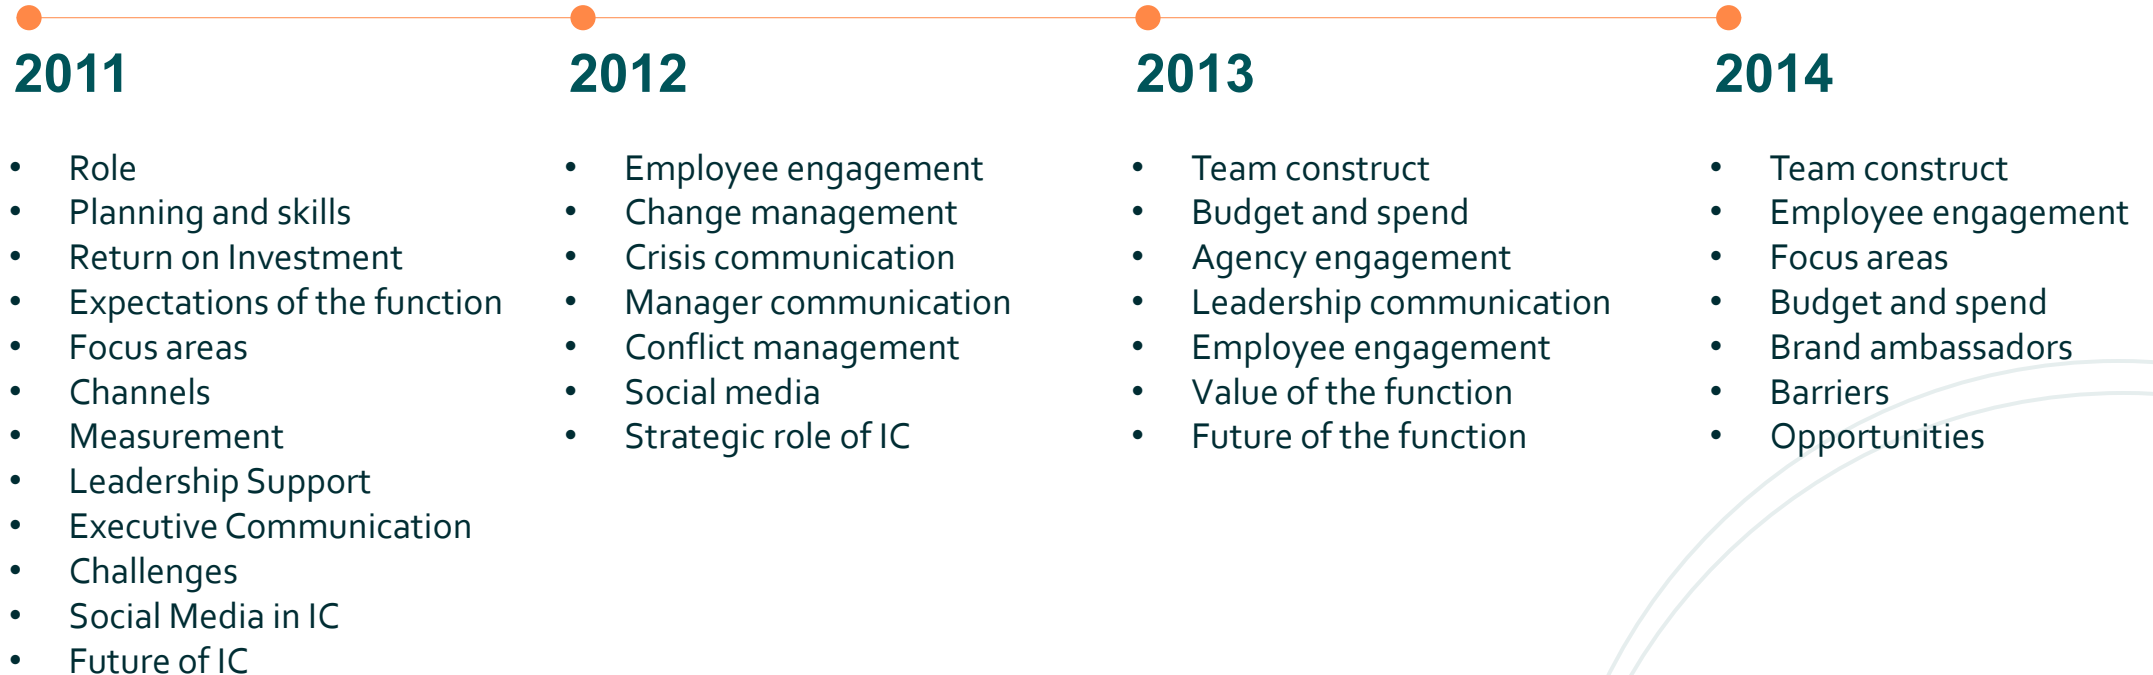 2011
• Role
• Planning and skills
• Return on Investment
• Expectations of the function
• Focus areas
• Channels
• Measurement
• Leadership Support
• Executive Communication
• Challenges
• Social Media in IC
• Future of IC
2012
• Employee engagement
• Change management
• Crisis communication
• Manager communication
• Conflict management
• Social media
• Strategic role of IC
2013
• Team construct
• Budget and spend
• Agency engagement
• Leadership communication
• Employee engagement
• Value of the function
• Future of the function
2014
• Team construct
• Employee engagement
• Focus areas
• Budget and spend
• Brand ambassadors
• Barriers
• Opportunities